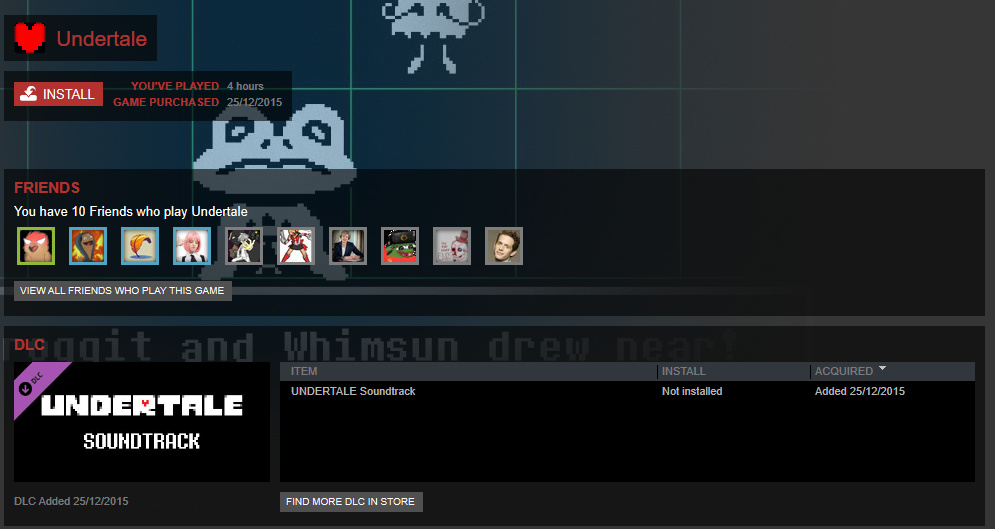 Undertale
INSTALL
YOU'VE PLAYED 4 hours
GAME PURCHASED 25/12/2015
FRIENDS
You have 10 Friends who play Undertale
VIEW ALL FRIENDS WHO PLAY THIS GAME
roggit and Whimsun drew near!
DLC
ITEM INSTALL ACQUIRED
DLC
UNDERTALE
SOUNDTRACK
UNDERTALE Soundtrack Not installed Added 25/12/2015
DLC Added 25/12/2015
FIND MORE DLC IN STORE